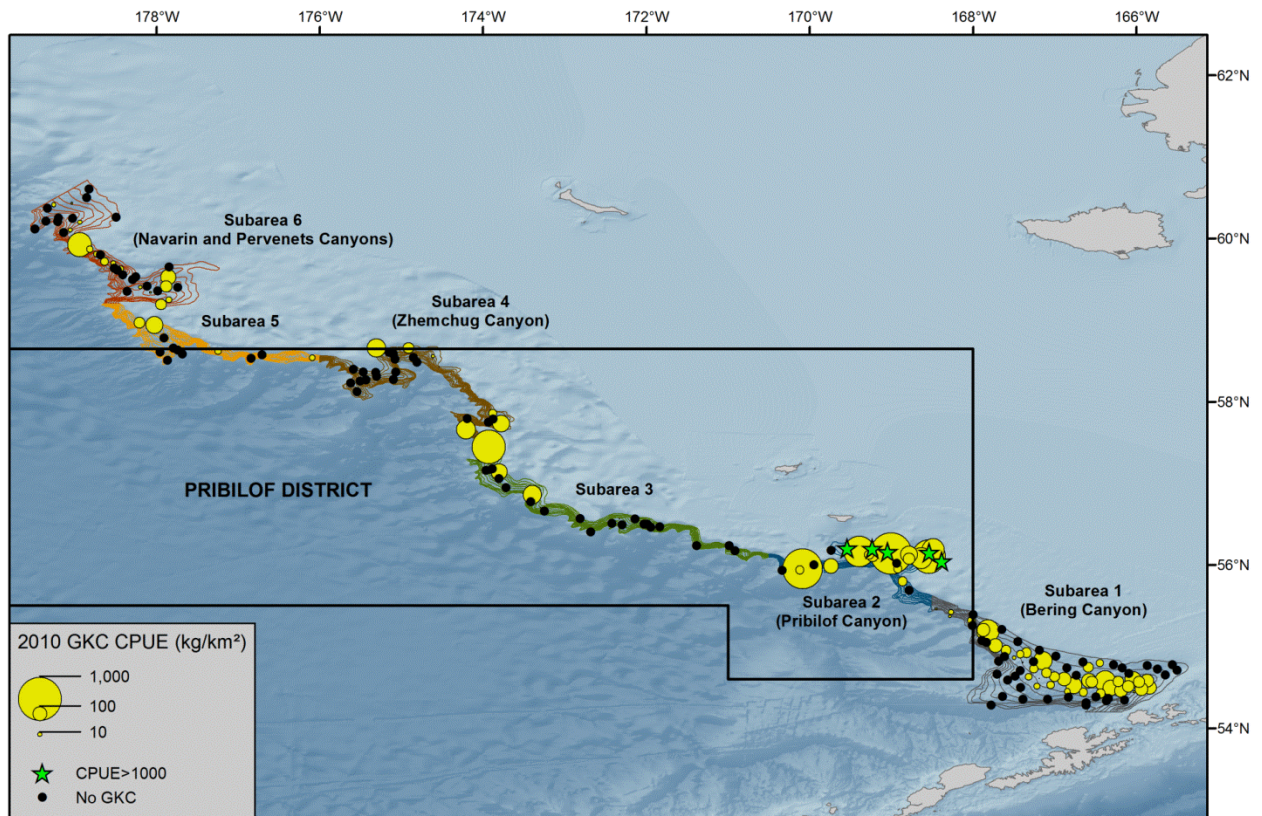 178°W 176°W 174°W 172°W 170°W 168°W 166°W
62°N
60°N
58°N
56°N
54°N
Subarea 6
(Navarin and Pervenets Canyons)
Subarea 5
Subarea 4
(Zhemchug Canyon)
Subarea 3
PRIBILOF DISTRICT
Subarea 2
(Pribilof Canyon)
Subarea 1
(Bering Canyon)
2010 GKC CPUE (kg/km²)
1,000
100
10
CPUE>1000
No GKC